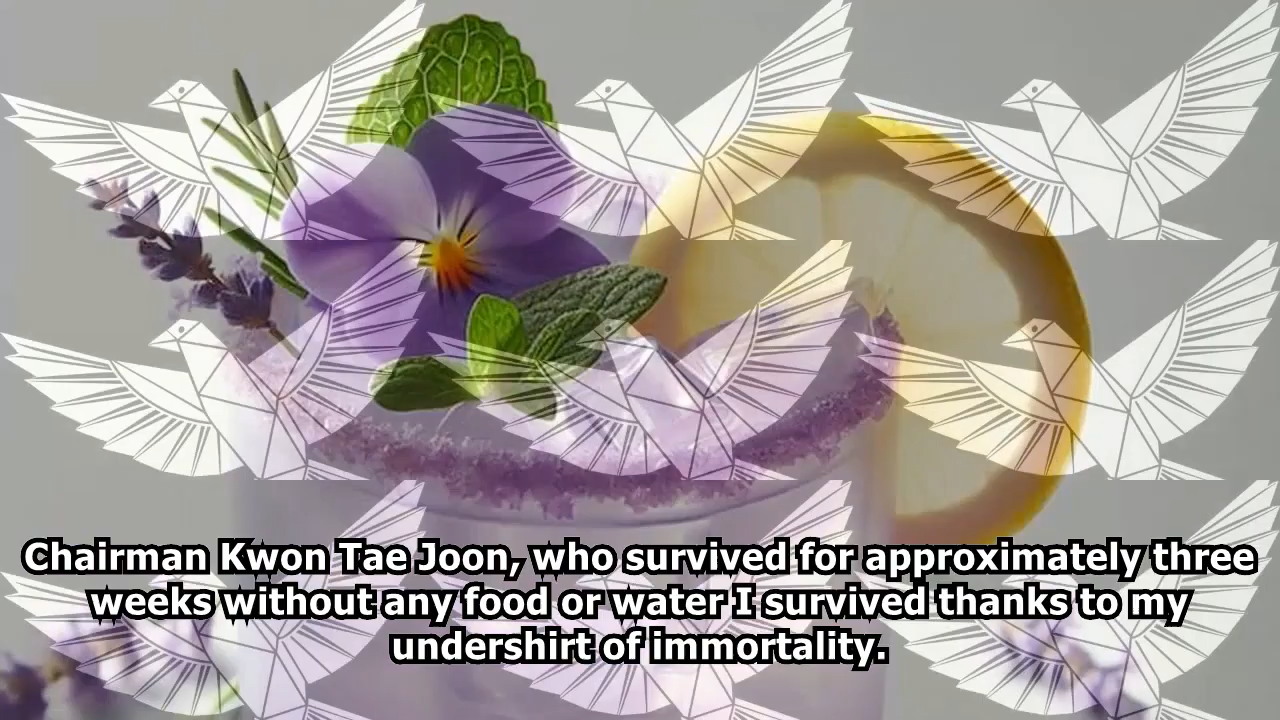 Chairman Kwon Tae Joon, who survived for approximately three
weeks without any food or water I survived thanks to my
undershirt of immortality.